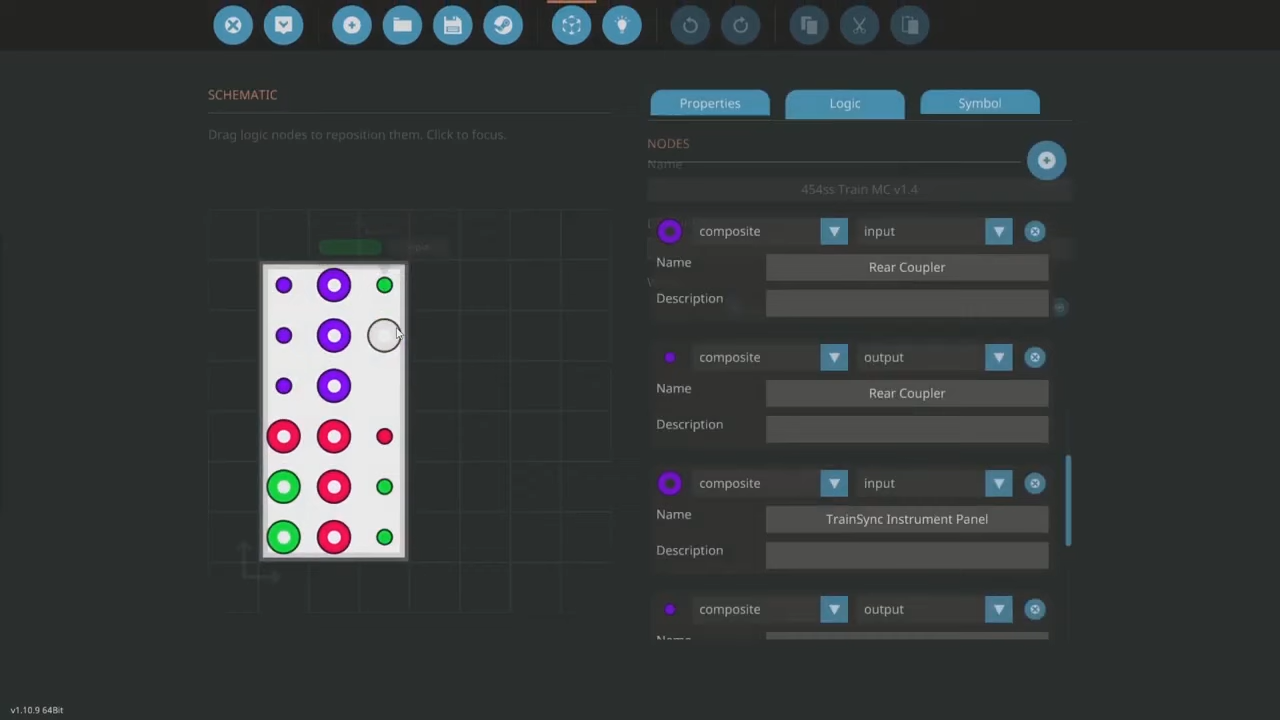 SCHEMATIC
Drag logic nodes to reposition them. Click to focus.
Properties
Logic
Symbol
NODES
Name
454ss Train MC v1.4
composite
input
Name
Rear Coupler
Description
composite
output
Name
Rear Coupler
Description
composite
input
Name
TrainSync Instrument Panel
Description
composite
output
Name
v1.10.9 64Bit